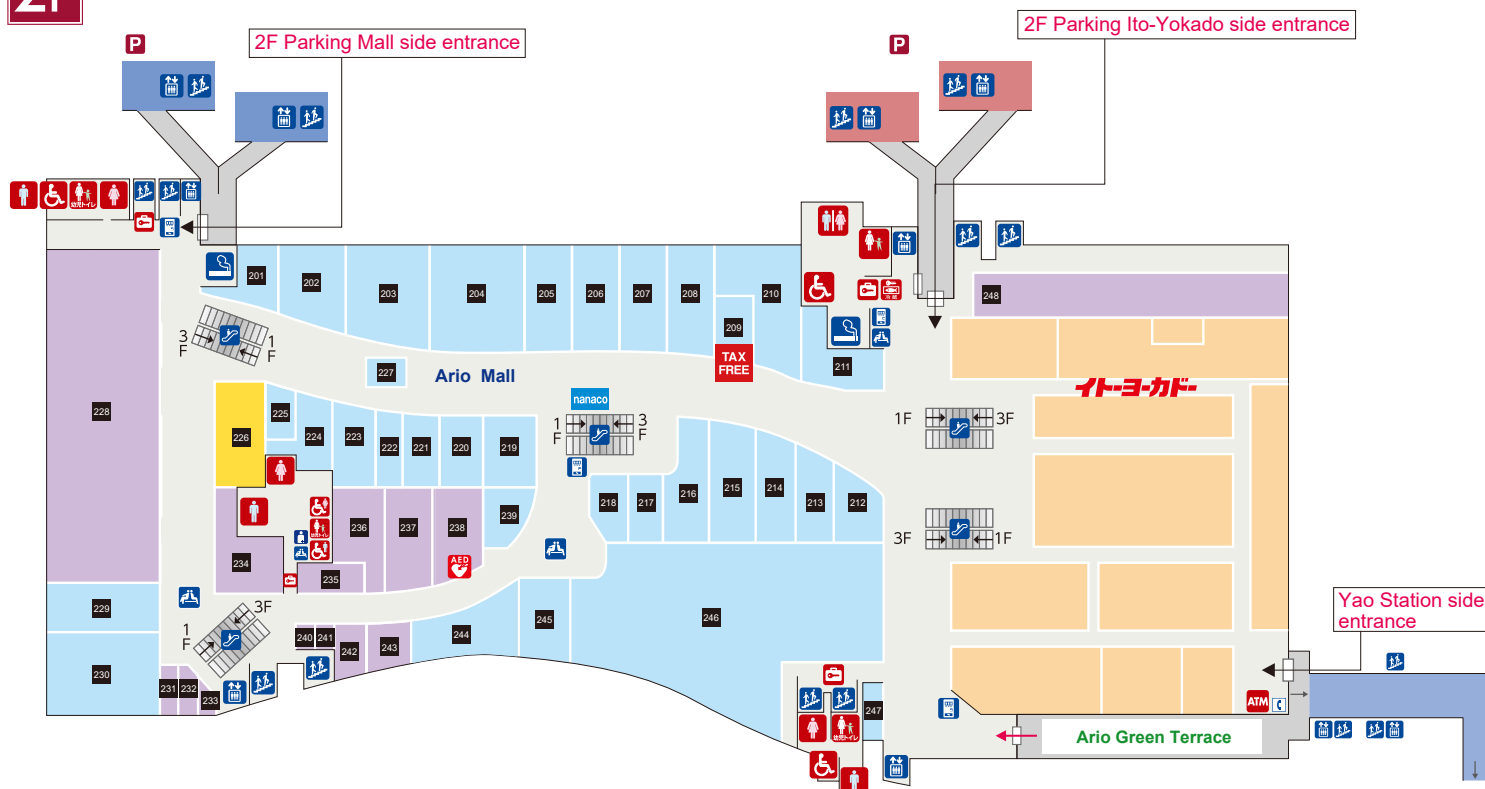 2F
P
2F Parking Mall side entrance
P
2F Parking Ito-Yokado side entrance
幼児トイレ
201
202
203
204
205
206
207
208
209
210
211
TAX
FREE
冷蔵
248
3
F
1
F
227
Ario Mall
nanaco
1
F
3
F
イトーヨーカドー
1F
3F
228
226
225
224
223
222
221
220
219
218
217
216
215
214
213
212
239
238
237
236
235
234
幼児トイレ
AED
3F
1F
229
230
231
232
233
3F
1
F
240
241
242
243
244
245
246
247
幼児トイレ
Yao Station side
entrance
ATM
Ario Green Terrace